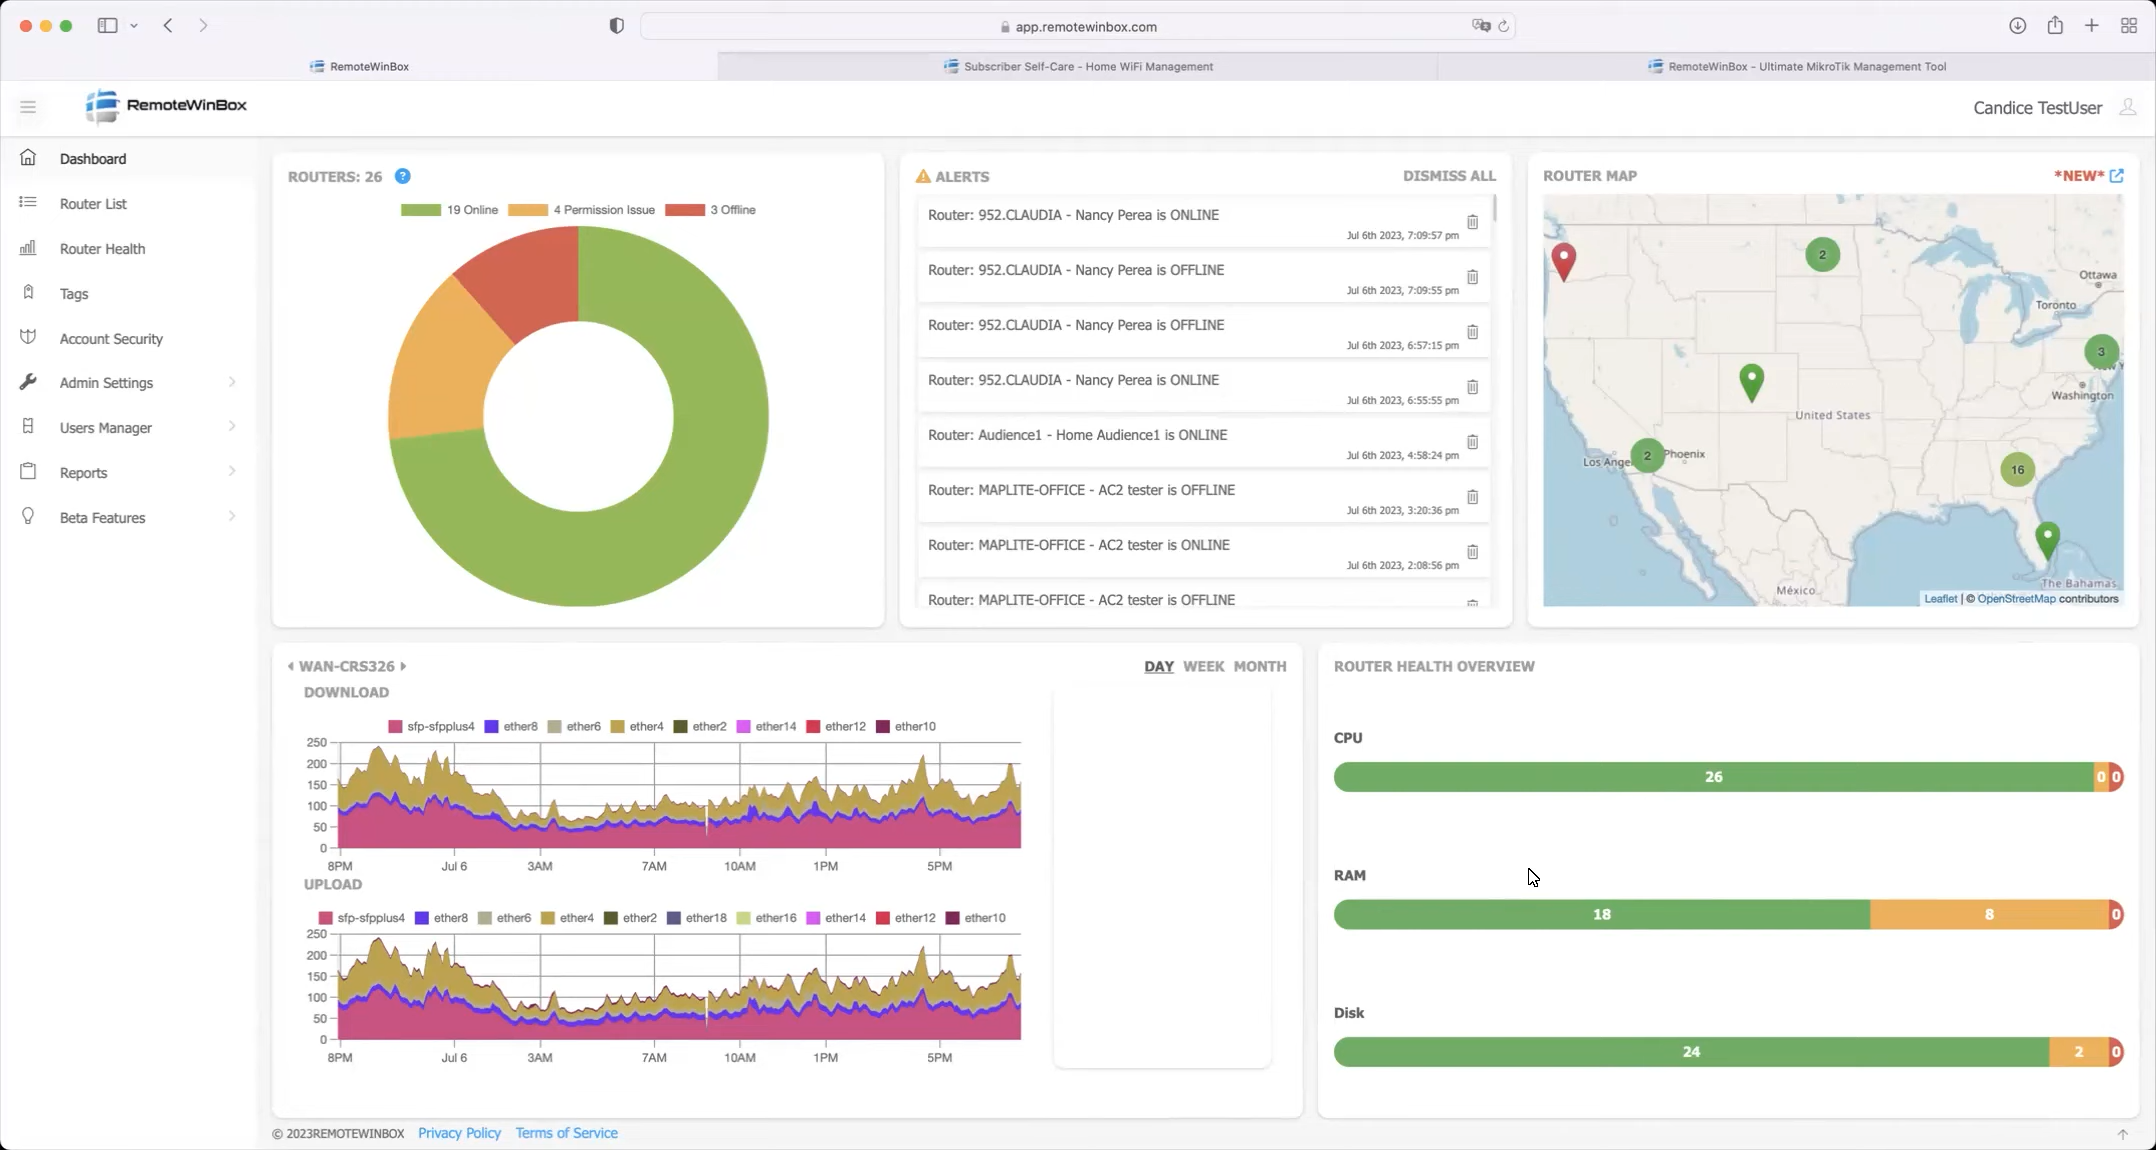 app.remotewinbox.com
RemoteWinBox
Subscriber Self-Care - Home WiFi Management
RemoteWinBox - Ultimate MikroTik Management Tool
RemoteWinBox
Candice TestUser
Dashboard
Router List
Router Health
Tags
Account Security
Admin Settings
Users Manager
Reports
Beta Features
ROUTERS: 26 ?
19 Online 4 Permission Issue 3 Offline
ALERTS DISMISS ALL
Router: 952.CLAUDIA - Nancy Perea is ONLINE
Jul 6th 2023, 7:09:57 pm
Router: 952.CLAUDIA - Nancy Perea is OFFLINE
Jul 6th 2023, 7:09:55 pm
Router: 952.CLAUDIA - Nancy Perea is OFFLINE
Jul 6th 2023, 6:57:15 pm
Router: 952.CLAUDIA - Nancy Perea is ONLINE
Jul 6th 2023, 6:55:55 pm
Router: Audience1 - Home Audience1 is ONLINE
Jul 6th 2023, 4:58:24 pm
Router: MAPLITE-OFFICE - AC2 tester is OFFLINE
Jul 6th 2023, 3:20:36 pm
Router: MAPLITE-OFFICE - AC2 tester is ONLINE
Jul 6th 2023, 2:08:56 pm
Router: MAPLITE-OFFICE - AC2 tester is OFFLINE
ROUTER MAP *NEW*
2
Ottawa
Toronto
3
Washington
United States
Los Ange 2 Phoenix
16
The Bahamas
México
Leaflet | © OpenStreetMap contributors
WAN-CRS326 DAY WEEK MONTH
DOWNLOAD
sfp-sfpplus4 ether8 ether6 ether4 ether2 ether14 ether12 ether10
250
200
150
100
50
0
8PM Jul 6 3AM 7AM 10AM 1PM 5PM
UPLOAD
sfp-sfpplus4 ether8 ether6 ether4 ether2 ether18 ether16 ether14 ether12 ether10
250
200
150
100
50
0
8PM Jul 6 3AM 7AM 10AM 1PM 5PM
ROUTER HEALTH OVERVIEW
CPU
26 0 0
RAM
18 8 0
Disk
24 2 0
© 2023REMOTEWINBOX Privacy Policy Terms of Service